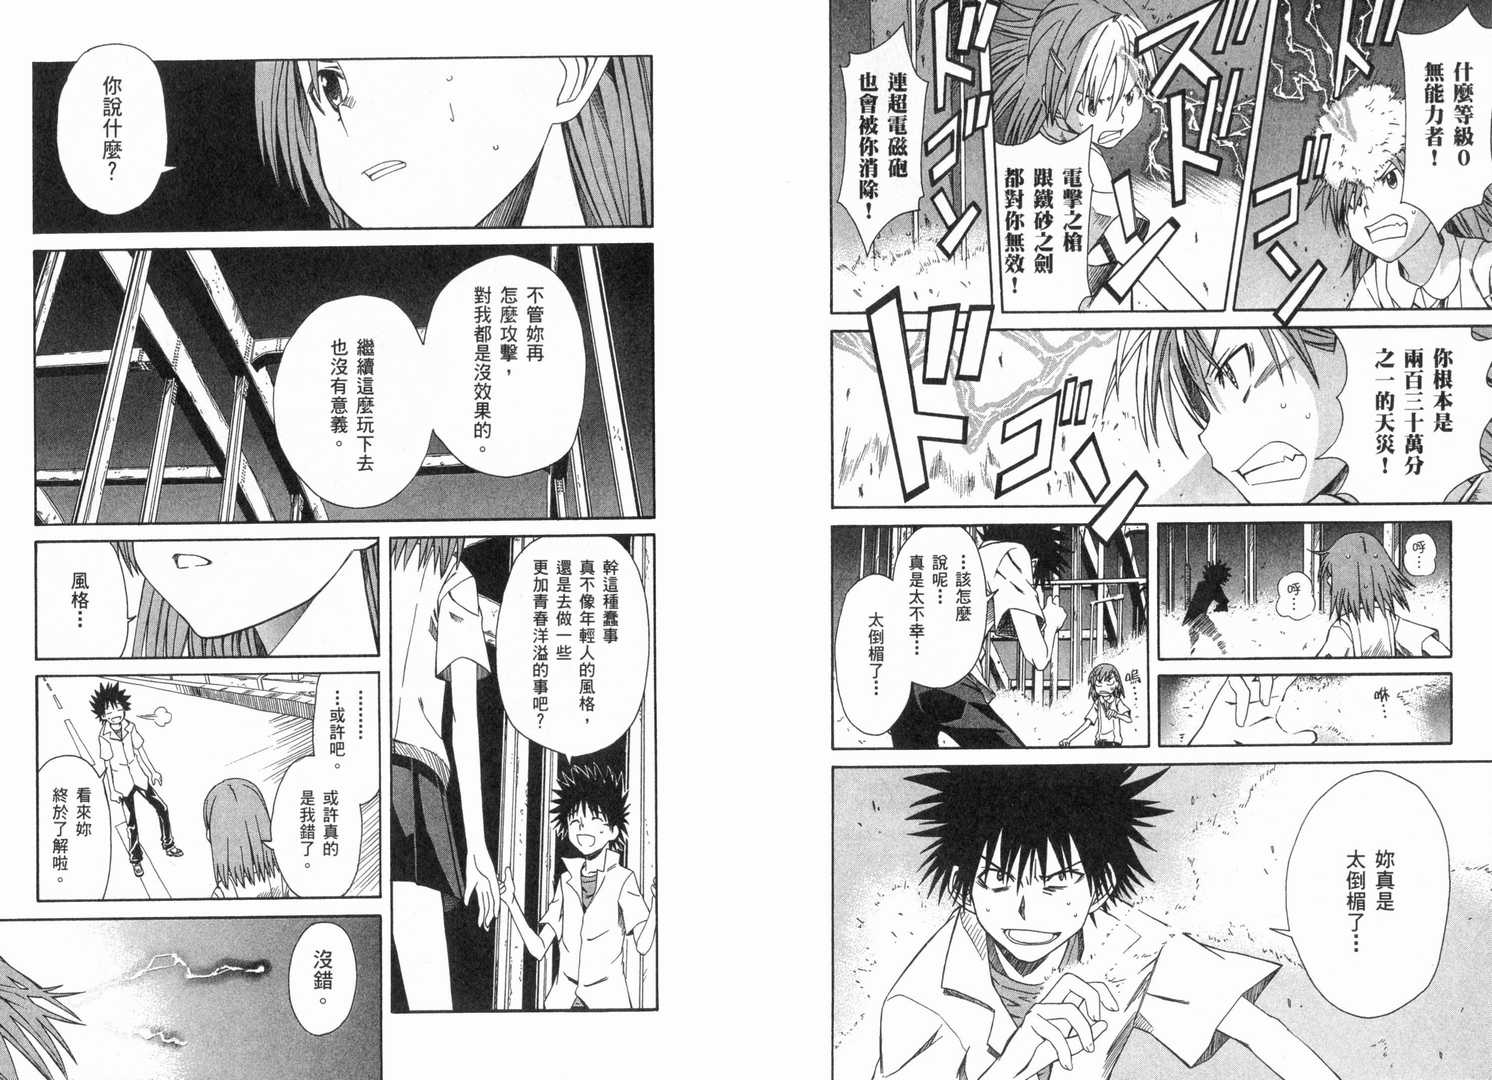 什麼等級0
無能力者！
電擊之槍
跟鐵砂之劍
都對你無效！
連超電磁砲
也會被你消除！
ズドン
ズドン
ドゴン
你根本是
兩百三十萬分
之一的天災！
ドゴン
呼…
呼…
咻…
…該怎麼
說呢…
真是太不幸…
太倒楣了…
嗚…
妳真是
太倒楣了…
你說什麼？
不管妳再
怎麼攻擊，
對我都是沒效果的。
繼續這麼玩下去
也沒有意義。
幹這種蠢事
真不像年輕人的風格，
還是去做一些
更加青春洋溢的事吧？
風格…
………
…或許吧。
或許真的
是我錯了。
看來妳
終於了解啦。
沒錯。